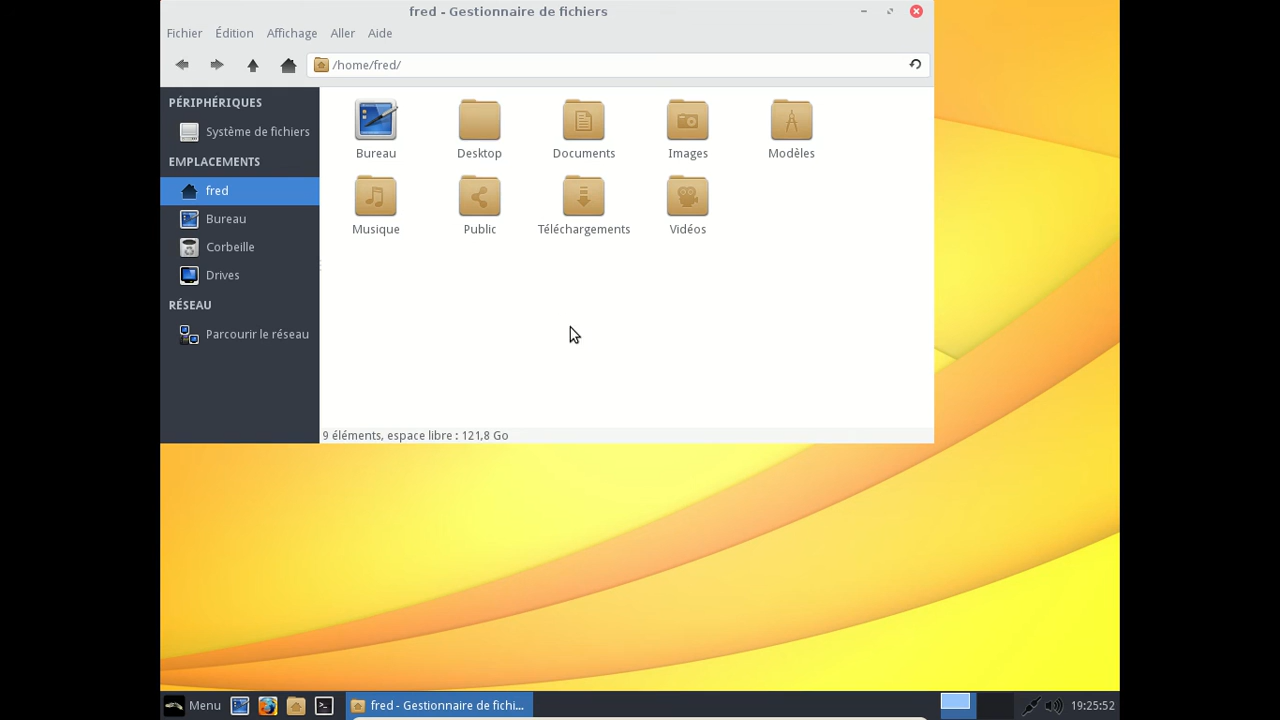 fred - Gestionnaire de fichiers
Fichier Édition Affichage Aller Aide
/home/fred/
PÉRIPHÉRIQUES
Système de fichiers
EMPLACEMENTS
fred
Bureau
Corbeille
Drives
RÉSEAU
Parcourir le réseau
Bureau Desktop Documents Images Modèles
Musique Public Téléchargements Vidéos
9 éléments, espace libre : 121,8 Go
Menu fred - Gestionnaire de fichi... 19:25:52